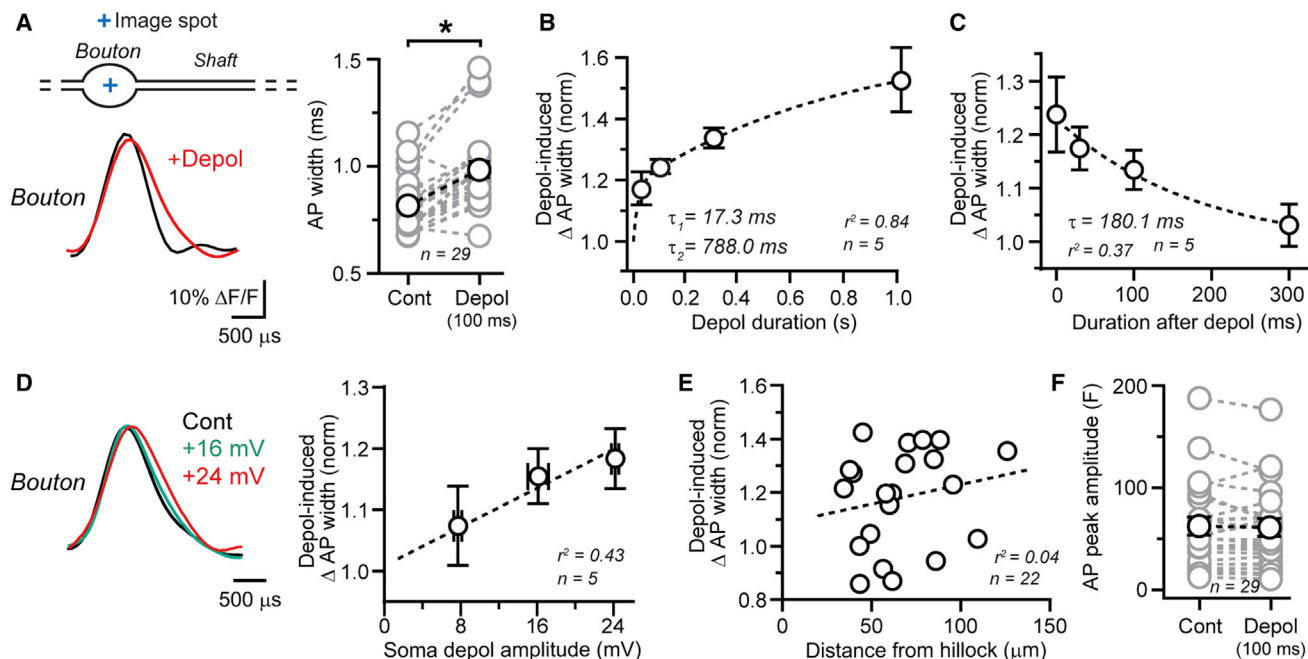 A
+ Image spot
Bouton
Shaft
+
+Depol
Bouton
10% ΔF/F
500 μs
*
AP width (ms)
1.5
1.0
0.5
n = 29
Cont
Depol
(100 ms)
B
Depol-induced
Δ AP width (norm)
1.6
1.4
1.2
1.0
τ1= 17.3 ms
τ2= 788.0 ms
r² = 0.84
n = 5
0.0 0.2 0.4 0.6 0.8 1.0
Depol duration (s)
C
Depol-induced
Δ AP width (norm)
1.3
1.2
1.1
1.0
τ = 180.1 ms
r² = 0.37 n = 5
0 100 200 300
Duration after depol (ms)
D
Cont
+16 mV
+24 mV
Bouton
500 μs
Depol-induced
Δ AP width (norm)
1.3
1.2
1.1
1.0
r² = 0.43
n = 5
0 8 16 24
Soma depol amplitude (mV)
E
Depol-induced
Δ AP width (norm)
1.6
1.4
1.2
1.0
0.8
r² = 0.04
n = 22
0 50 100 150
Distance from hillock (μm)
F
AP peak amplitude (F)
200
100
0
n = 29
Cont
Depol
(100 ms)